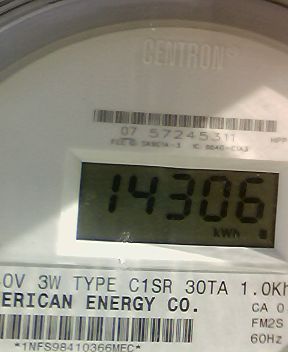 CENTRON
07 57245311
14306
kWh
0V 3W TYPE C1SR 30TA 1.0Kh
ERICAN ENERGY CO.
CA 0
FM2S
60Hz
*1NFS98410366MEC*